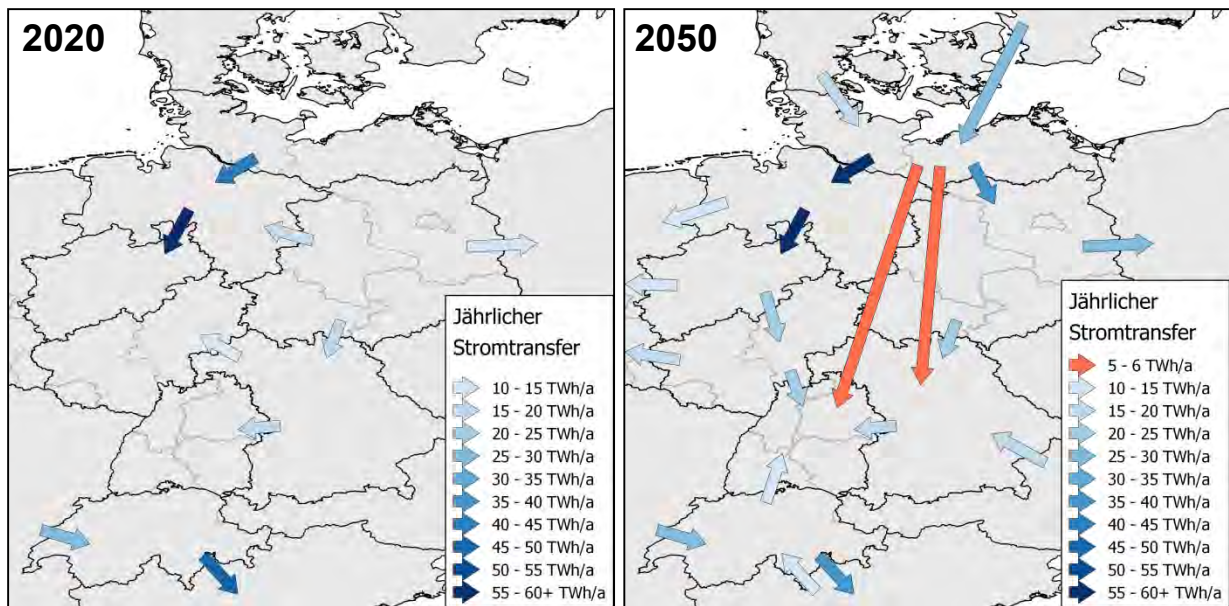 2020
Jährlicher
Stromtransfer
10 - 15 TWh/a
15 - 20 TWh/a
20 - 25 TWh/a
25 - 30 TWh/a
30 - 35 TWh/a
35 - 40 TWh/a
40 - 45 TWh/a
45 - 50 TWh/a
50 - 55 TWh/a
55 - 60+ TWh/a
2050
Jährlicher
Stromtransfer
5 - 6 TWh/a
10 - 15 TWh/a
15 - 20 TWh/a
20 - 25 TWh/a
25 - 30 TWh/a
30 - 35 TWh/a
35 - 40 TWh/a
40 - 45 TWh/a
45 - 50 TWh/a
50 - 55 TWh/a
55 - 60+ TWh/a